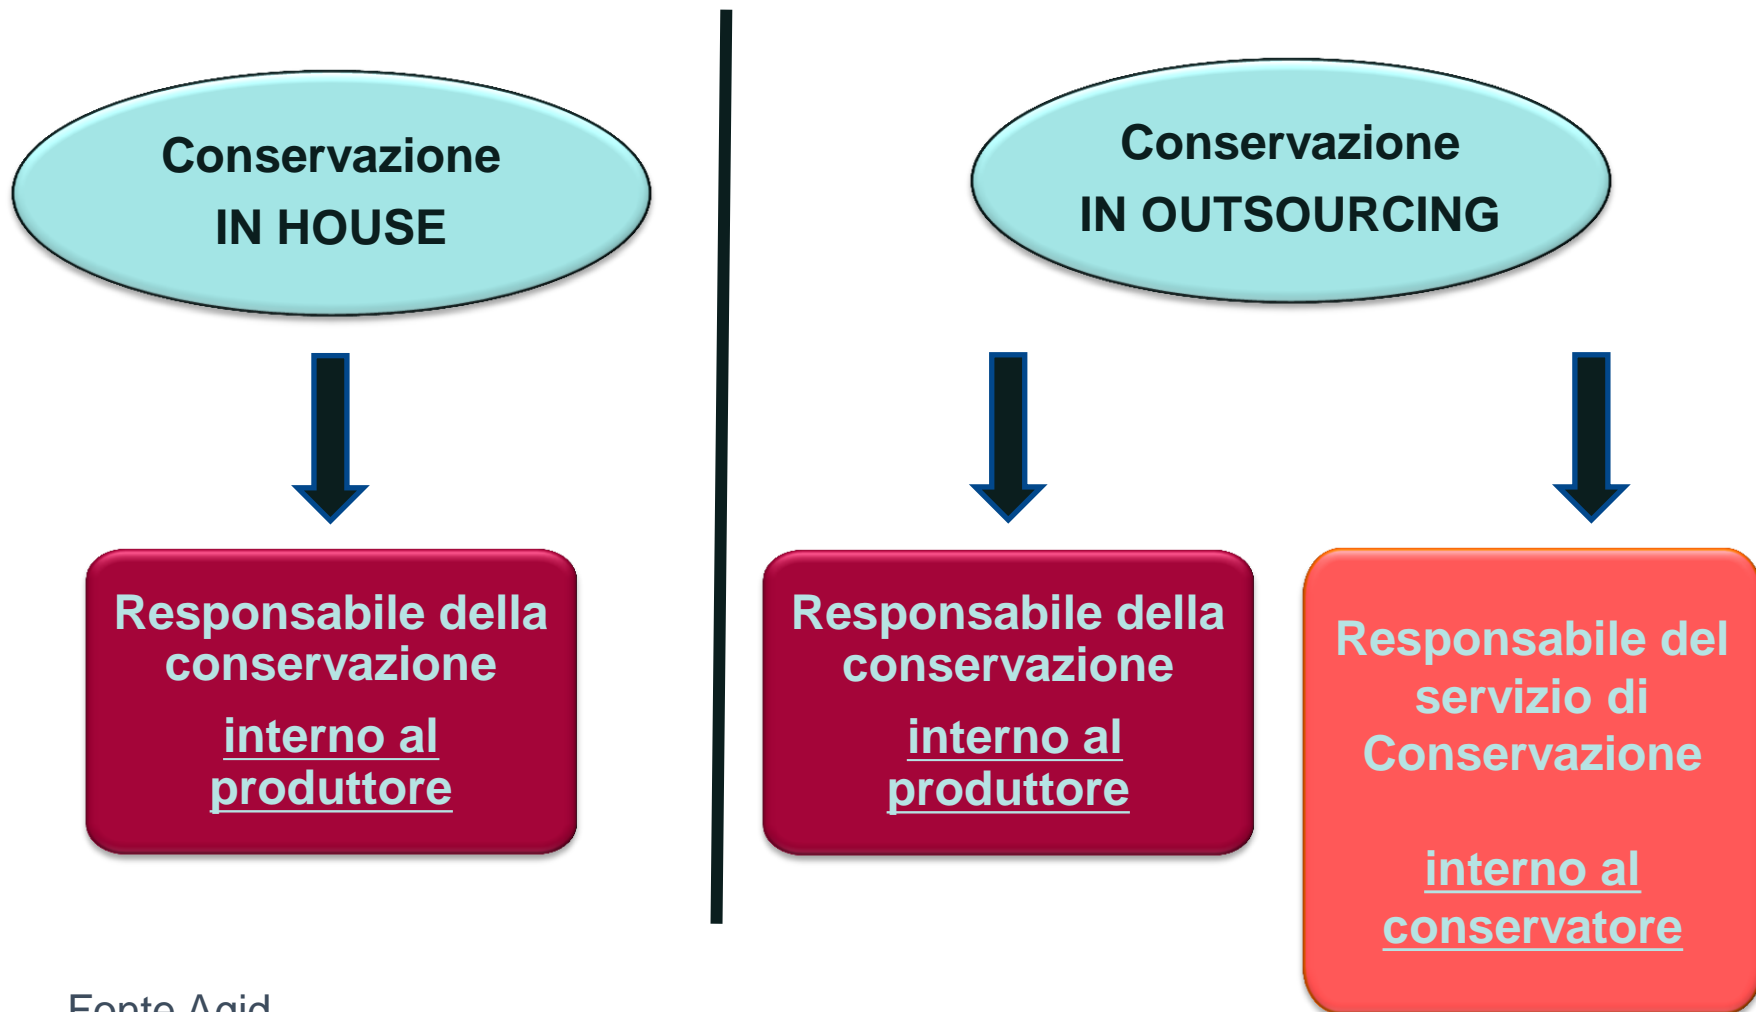 Conservazione
IN HOUSE
Conservazione
IN OUTSOURCING
Responsabile della
conservazione
interno al
produttore
Responsabile della
conservazione
interno al
produttore
Responsabile del
servizio di
Conservazione
interno al
conservatore
Fonte Agid